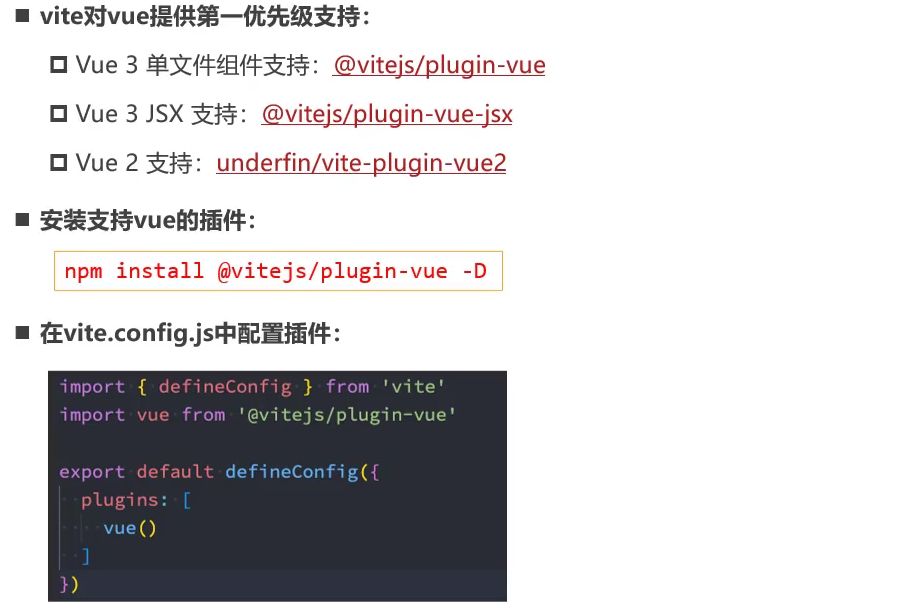 vite对vue提供第一优先级支持：
Vue 3 单文件组件支持：@vitejs/plugin-vue
Vue 3 JSX 支持：@vitejs/plugin-vue-jsx
Vue 2 支持：underfin/vite-plugin-vue2
安装支持vue的插件：
npm install @vitejs/plugin-vue -D
在vite.config.js中配置插件：
import { defineConfig } from 'vite'
import vue from '@vitejs/plugin-vue'
export default defineConfig({
  plugins: [
    vue()
  ]
})